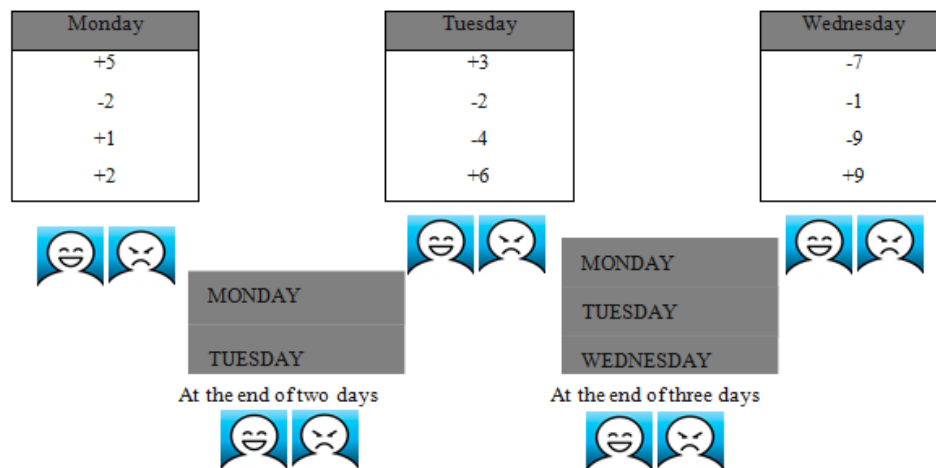 Monday
+5
-2
+1
+2
Tuesday
+3
-2
-4
+6
Wednesday
-7
-1
-9
+9
MONDAY
TUESDAY
At the end of two days
MONDAY
TUESDAY
WEDNESDAY
At the end of three days